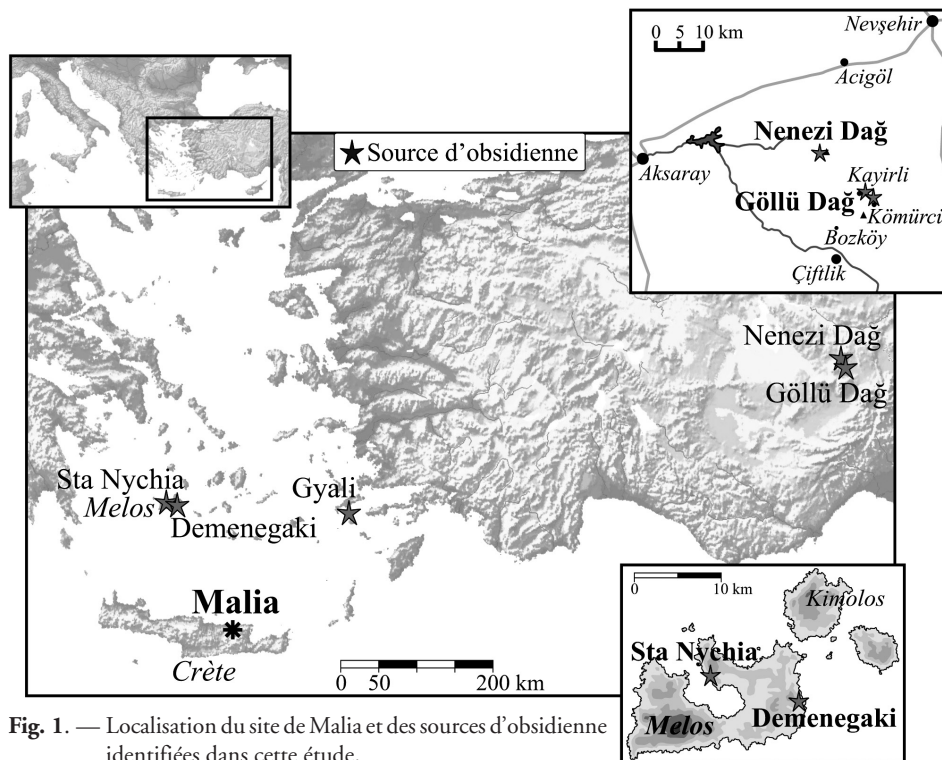 Nevşehir
0 5 10 km
Acigöl
Source d'obsidienne
Nenezi Dağ
Aksaray
Kayirli
Göllü Dağ
Kömürcü
Bozköy
Çiftlik
Nenezi Dağ
Göllü Dağ
Sta Nychia
Gyali
Melos
Demenegaki
Malia
Crète
0 50 200 km
0 10 km
Kimolos
Sta Nychia
Demenegaki
Melos
Fig. 1. — Localisation du site de Malia et des sources d'obsidienne
identifiées dans cette étude.